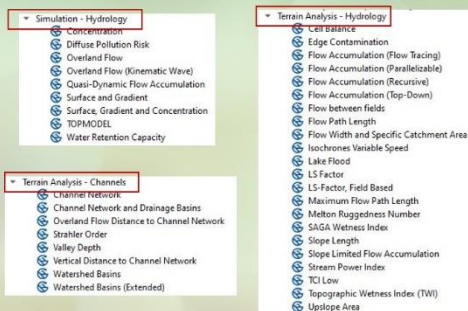 Simulation - Hydrology
Concentration
Diffuse Pollution Risk
Overland Flow
Overland Flow (Kinematic Wave)
Quasi-Dynamic Flow Accumulation
Surface and Gradient
Surface, Gradient and Concentration
TOPMODEL
Water Retention Capacity
Terrain Analysis - Channels
Channel Network
Channel Network and Drainage Basins
Overland Flow Distance to Channel Network
Strahler Order
Valley Depth
Vertical Distance to Channel Network
Watershed Basins
Watershed Basins (Extended)
Terrain Analysis - Hydrology
Cell Balance
Edge Contamination
Flow Accumulation (Flow Tracing)
Flow Accumulation (Parallelizable)
Flow Accumulation (Recursive)
Flow Accumulation (Top-Down)
Flow between fields
Flow Path Length
Flow Width and Specific Catchment Area
Isochrones Variable Speed
Lake Flood
LS Factor
LS-Factor, Field Based
Maximum Flow Path Length
Melton Ruggedness Number
SAGA Wetness Index
Slope Length
Slope Limited Flow Accumulation
Stream Power Index
TCI Low
Topographic Wetness Index (TWI)
Upslope Area